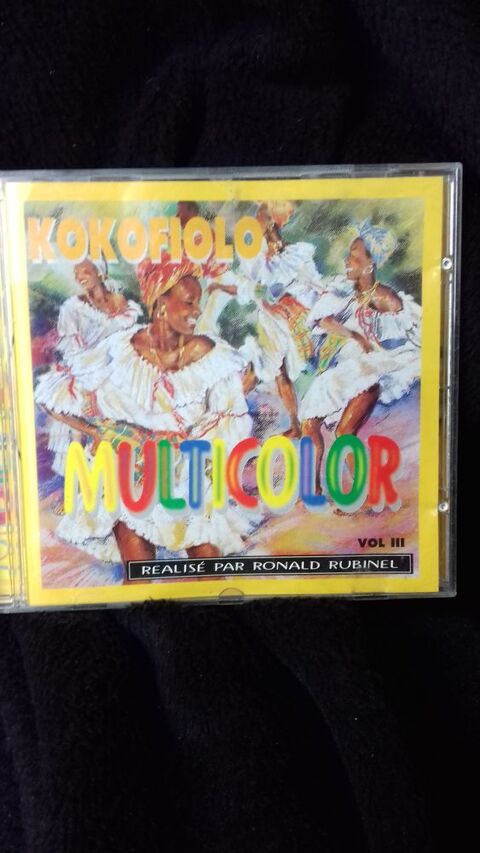 KOKOFIOLO
MULTICOLOR
VOL III
REALISÉ PAR RONALD RUBINEL